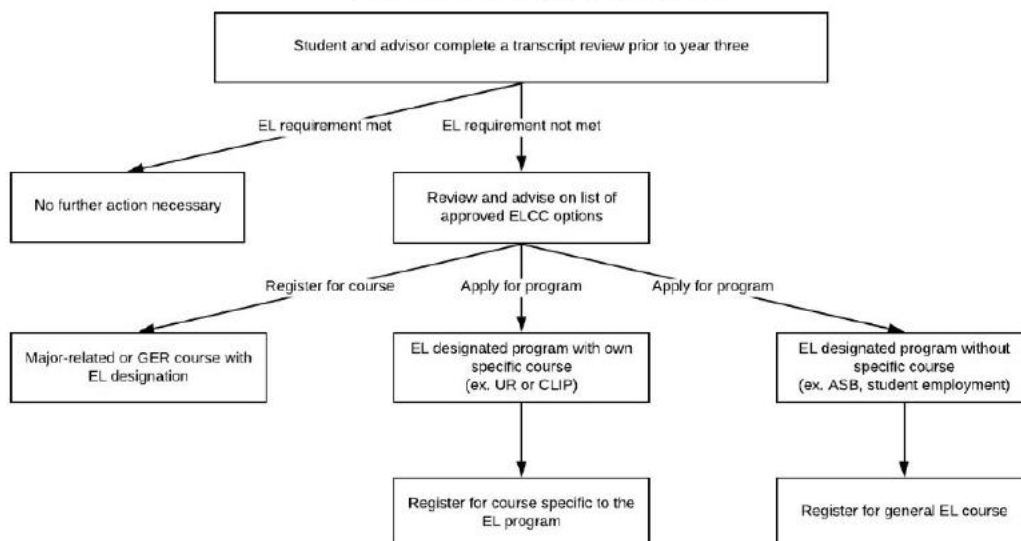 Student and advisor complete a transcript review prior to year three
EL requirement met
EL requirement not met
No further action necessary
Review and advise on list of
approved ELCC options
Register for course
Apply for program
Apply for program
Major-related or GER course with
EL designation
EL designated program with own
specific course
(ex. UR or CLIP)
EL designated program without
specific course
(ex. ASB, student employment)
Register for course specific to the
EL program
Register for general EL course